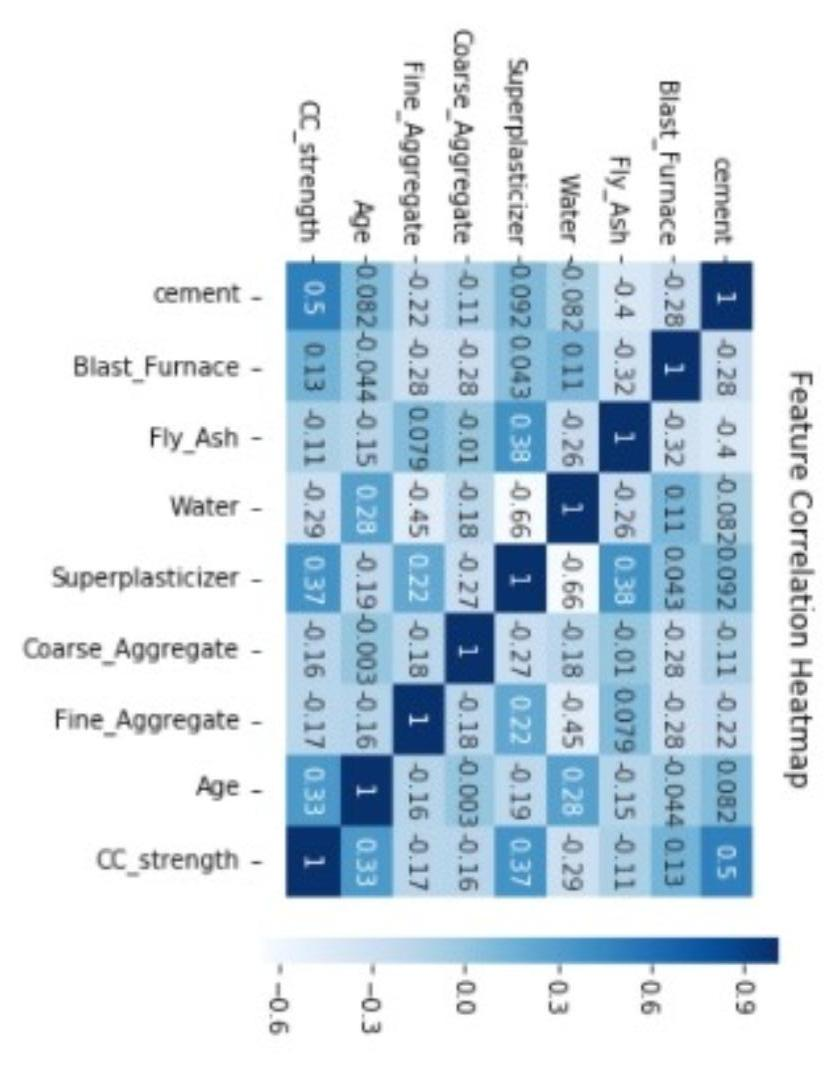 Feature Correlation Heatmap
cement 1 -0.28 -0.4 -0.082 0.092 -0.11 -0.22 0.082 0.5
Blast_Furnace -0.28 1 -0.32 0.11 0.043 -0.28 -0.28 -0.044 0.13
Fly_Ash -0.4 -0.32 1 -0.26 0.38 -0.01 0.079 -0.15 -0.11
Water -0.082 0.11 -0.26 1 -0.66 -0.18 -0.45 0.28 -0.29
Superplasticizer 0.092 0.043 0.38 -0.66 1 -0.27 0.22 -0.19 0.37
Coarse_Aggregate -0.11 -0.28 -0.01 -0.18 -0.27 1 -0.18 -0.003 -0.16
Fine_Aggregate -0.22 -0.28 0.079 -0.45 0.22 -0.18 1 -0.16 -0.17
Age 0.082 -0.044 -0.15 0.28 -0.19 -0.003 -0.16 1 0.33
CC_strength 0.5 0.13 -0.11 -0.29 0.37 -0.16 -0.17 0.33 1
cement
Blast_Furnace
Fly_Ash
Water
Superplasticizer
Coarse_Aggregate
Fine_Aggregate
Age
CC_strength
0.9
0.6
0.3
0.0
−0.3
−0.6